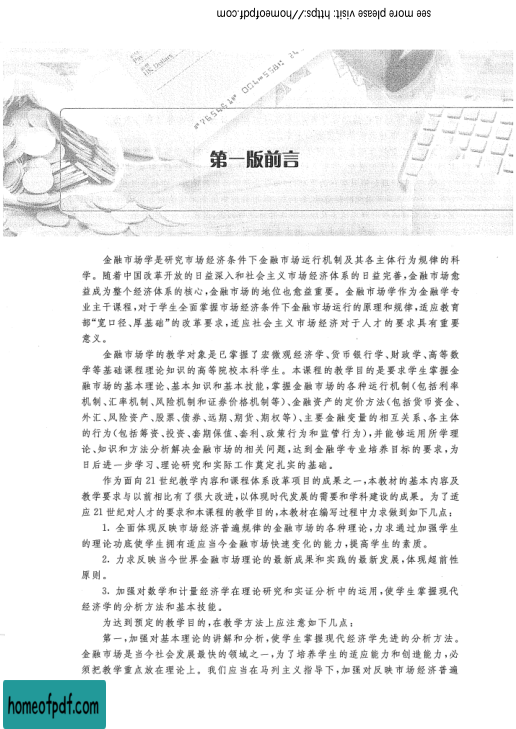 see more please visit: https://homeofpdf.com
第一版前言
金融市场学是研究市场经济条件下金融市场运行机制及其各主体行为规律的科
学。随着中国改革开放的日益深入和社会主义市场经济体系的日益完善,金融市场愈
益成为整个经济体系的核心,金融市场的地位也愈益重要。金融市场学作为金融学专
业主干课程,对于学生全面掌握市场经济条件下金融市场运行的原理和规律,适应教育
部“宽口径、厚基础”的改革要求,适应社会主义市场经济对于人才的要求具有重要
意义。
金融市场学的教学对象是已掌握了宏微观经济学、货币银行学、财政学、高等数
学等基础课程理论知识的高等院校本科学生。本课程的教学目的是要求学生掌握金
融市场的基本理论、基本知识和基本技能,掌握金融市场的各种运行机制(包括利率
机制、汇率机制、风险机制和证券价格机制等)、金融资产的定价方法(包括货币资金、
外汇、风险资产、股票、债券、远期、期货、期权等)、主要金融变量的相互关系、各主体
的行为(包括筹资、投资、套期保值、套利、政策行为和监管行为),并能够运用所学理
论、知识和方法分析解决金融市场的相关问题,达到金融学专业培养目标的要求,为
日后进一步学习、理论研究和实际工作奠定扎实的基础。
作为面向21世纪教学内容和课程体系改革项目的成果之一,本教材的基本内容及
教学要求与以前相比有了很大改进,以体现时代发展的需要和学科建设的成果。为了适
应21世纪对人才的要求和本课程的教学目的,本教材在编写过程中力求做到如下几点:
1. 全面体现反映市场经济普遍规律的金融市场的各种理论,力求通过加强学生
的理论功底使学生拥有适应当今金融市场快速变化的能力,提高学生的素质。
2. 力求反映当今世界金融市场理论的最新成果和实践的最新发展,体现超前性
原则。
3. 加强对数学和计量经济学在理论研究和实证分析中的运用,使学生掌握现代
经济学的分析方法和基本技能。
为达到预定的教学目的,在教学方法上应注意如下几点:
第一,加强对基本理论的讲解和分析,使学生掌握现代经济学先进的分析方法。
金融市场是当今社会发展最快的领域之一,为了培养学生的适应能力和创造能力,必
须把教学重点放在理论上。我们应当在马列主义指导下,加强对反映市场经济普遍
homeofpdf.com